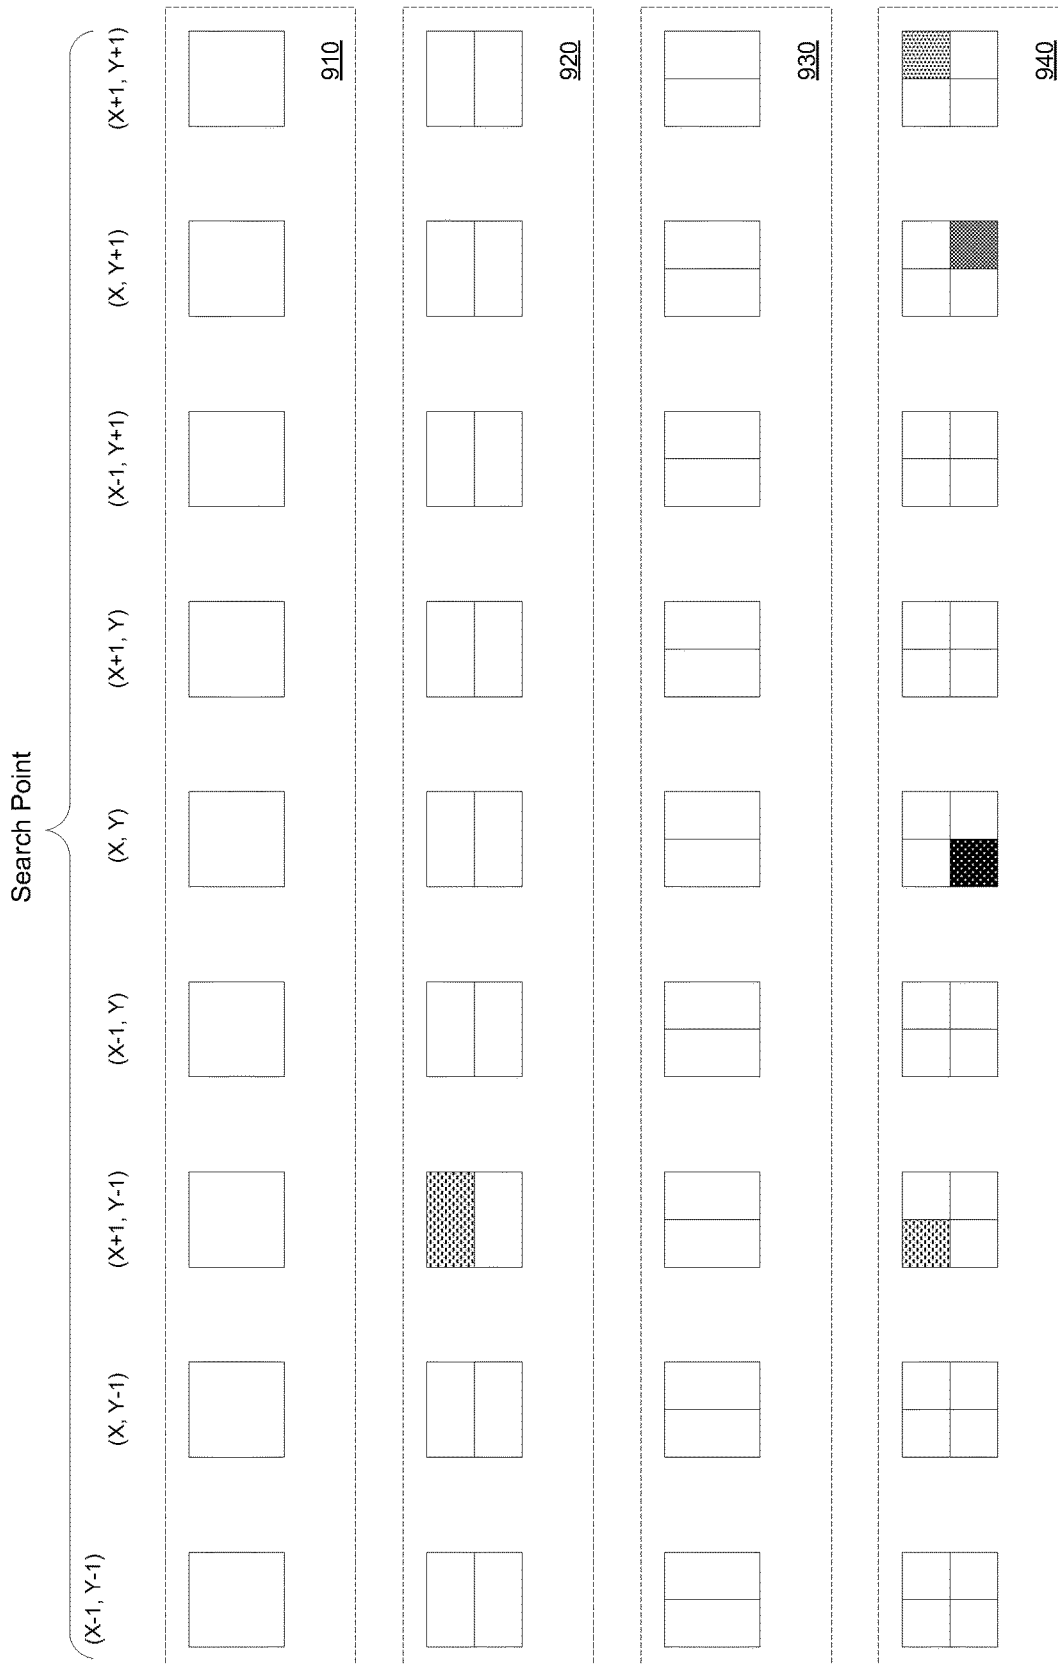 Search Point
(X-1, Y-1)
(X, Y-1)
(X+1, Y-1)
(X-1, Y)
(X, Y)
(X+1, Y)
(X-1, Y+1)
(X, Y+1)
(X+1, Y+1)
910
920
930
940